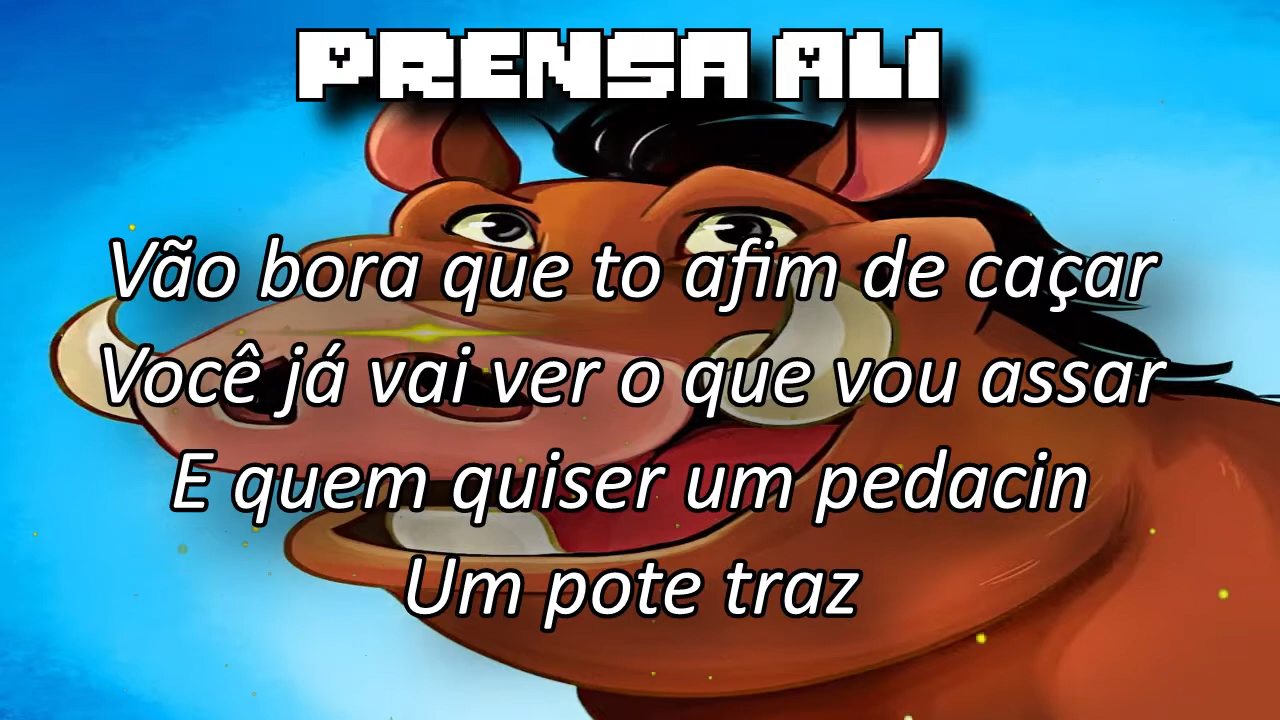 PRENSA ALI
Vão bora que to afim de caçar
Você já vai ver o que vou assar
E quem quiser um pedacin
Um pote traz